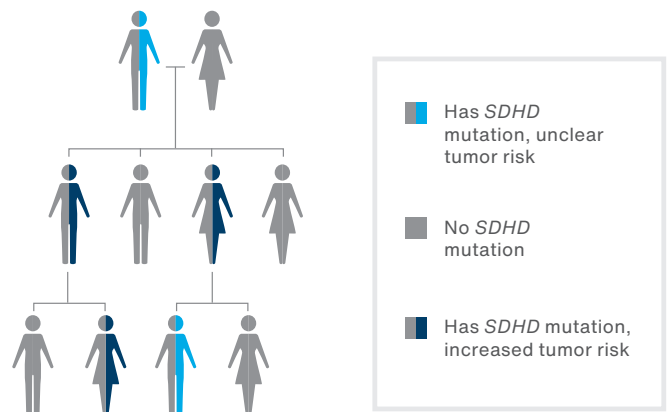 Has SDHD
mutation, unclear
tumor risk
No SDHD
mutation
Has SDHD mutation,
increased tumor risk